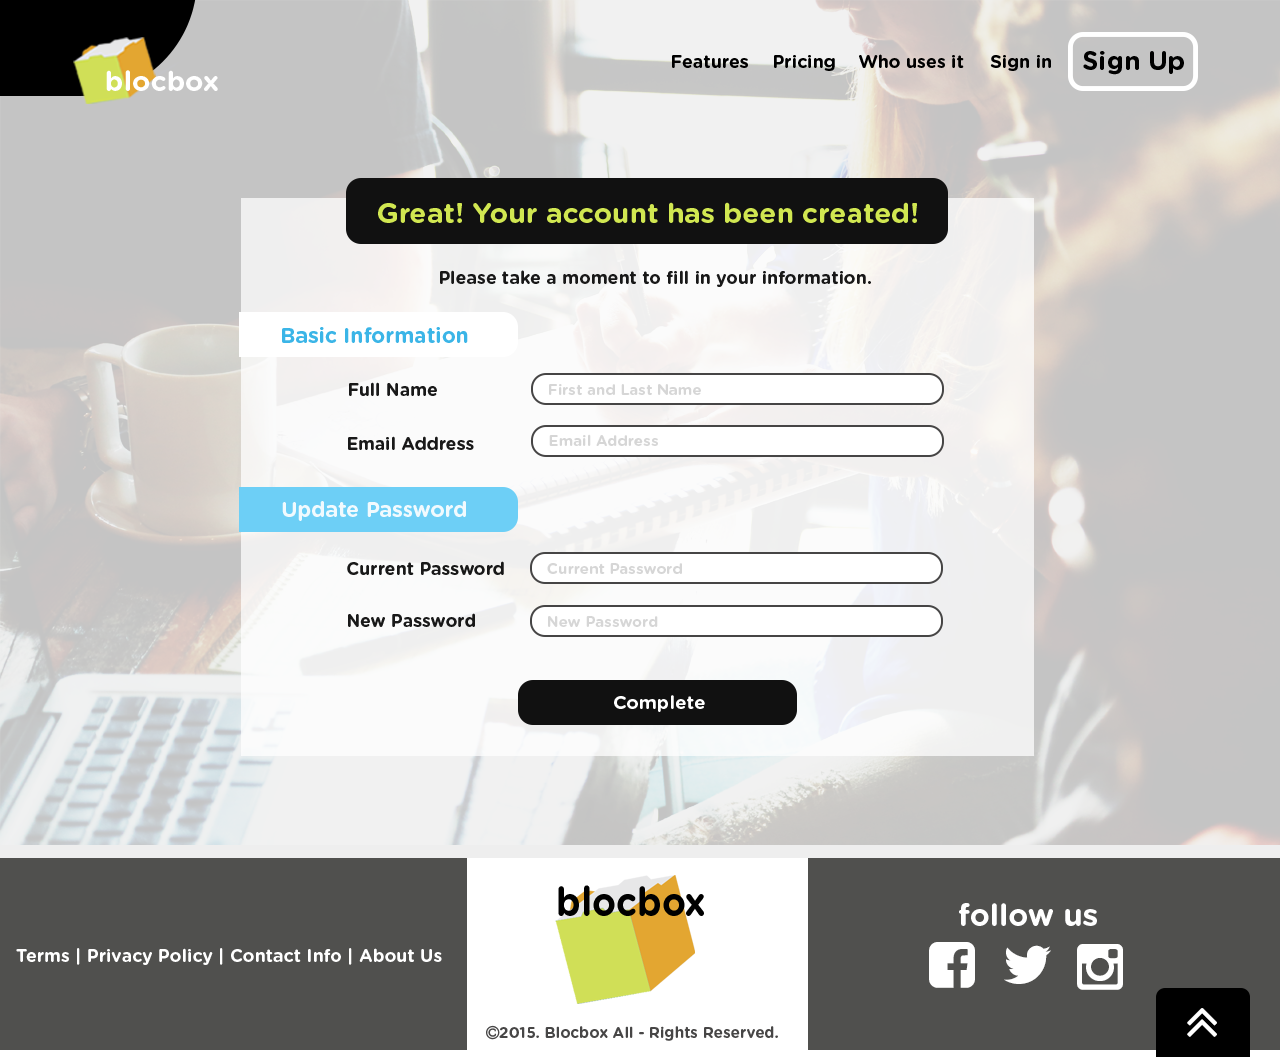 blocbox
Features Pricing Who uses it Sign in Sign Up
Great! Your account has been created!
Please take a moment to fill in your information.
Basic Information
Full Name First and Last Name
Email Address Email Address
Update Password
Current Password Current Password
New Password New Password
Complete
blocbox
follow us
Terms | Privacy Policy | Contact Info | About Us
©2015. Blocbox All - Rights Reserved.